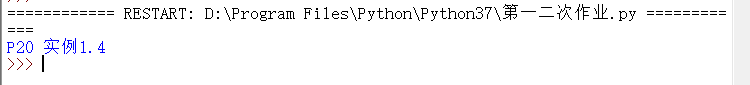 ============ RESTART: D:\Program Files\Python\Python37\第一二次作业.py =========
===
P20 实例1.4
>>>